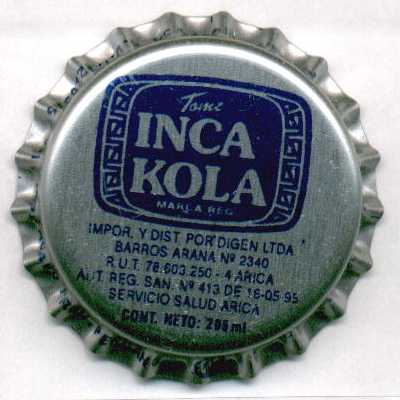 Tome
INCA
KOLA
MARCA REG
IMPOR. Y DIST. POR DIGEN LTDA
BARROS ARANA Nº 2340
R.U.T. 78.603.250 - 4 ARICA
AUT. REG. SAN. Nº 413 DE 16-05-95
SERVICIO SALUD ARICA
CONT. NETO: 296 ml